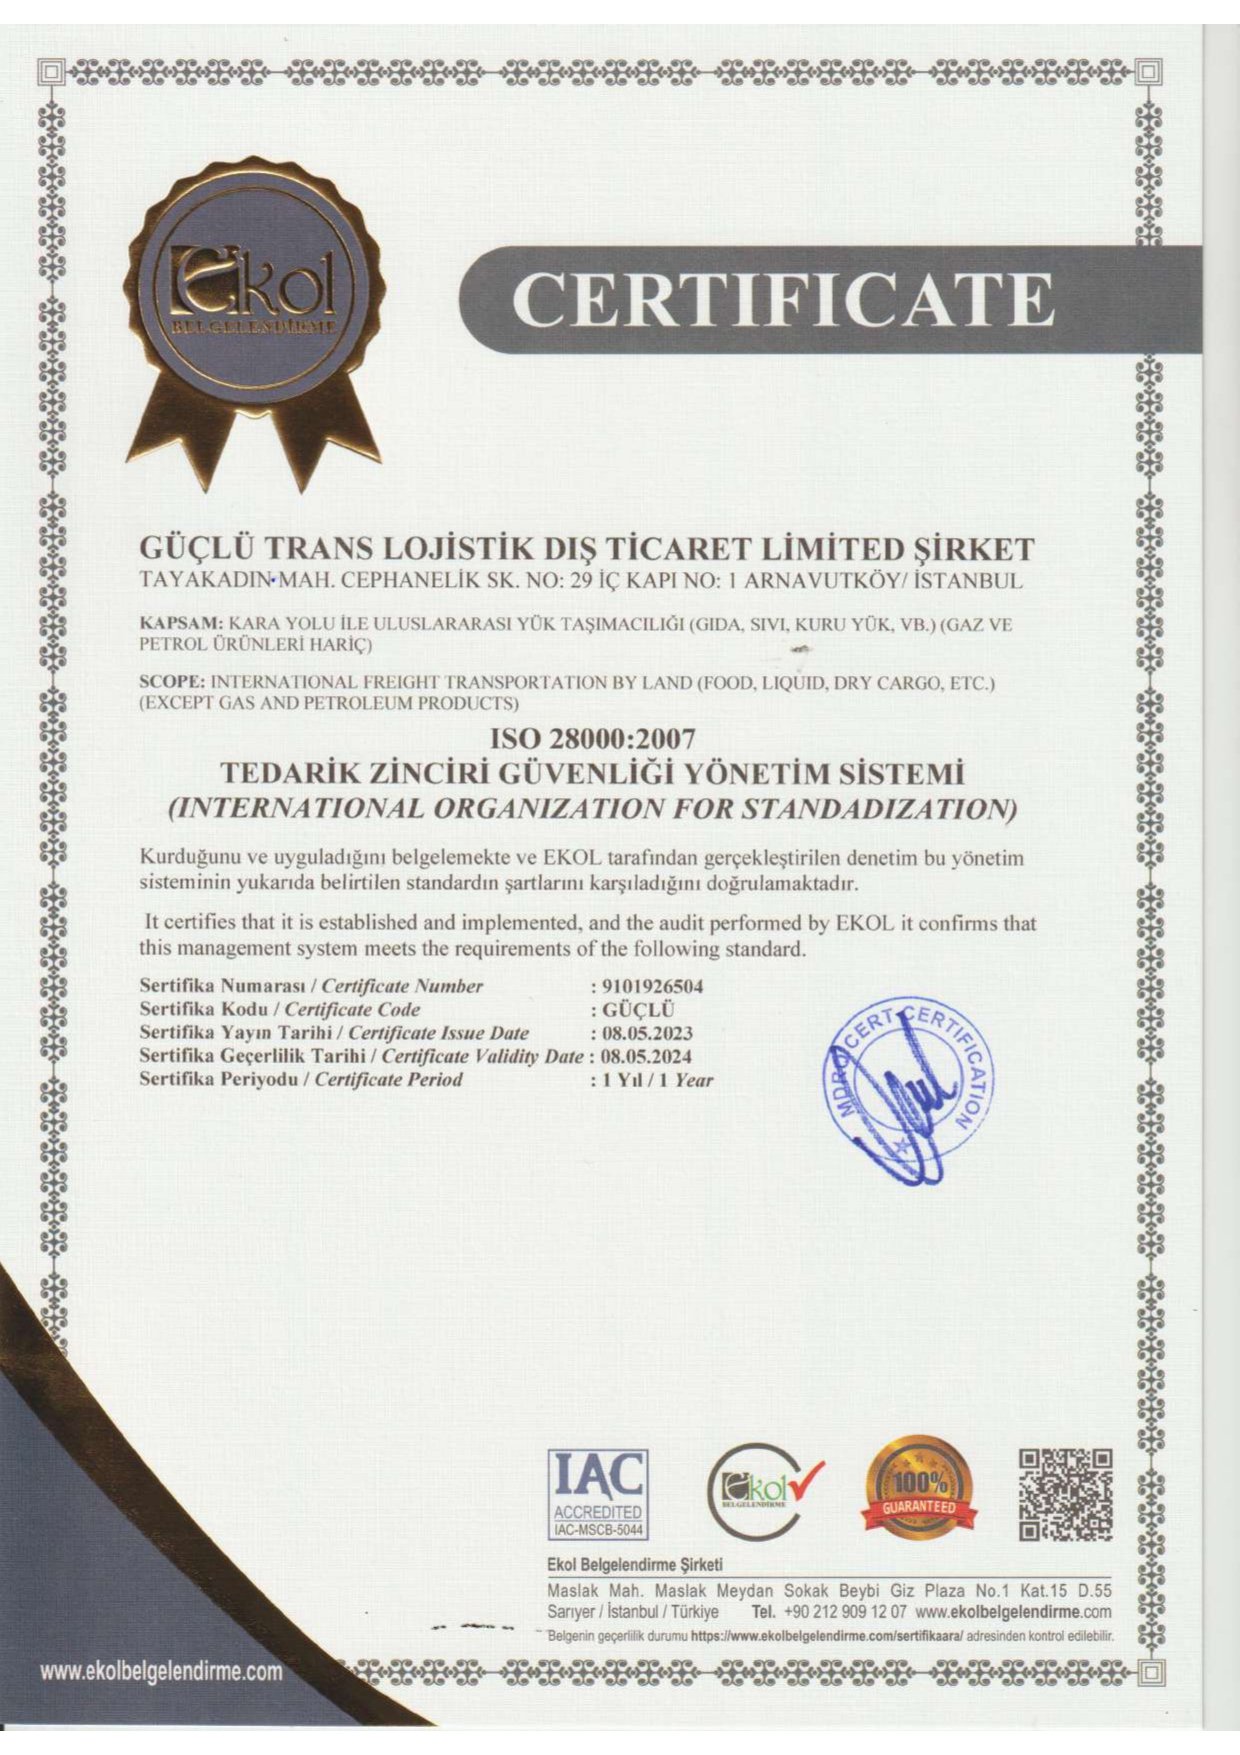 Ekol
BELGELENDİRME
CERTIFICATE
GÜÇLÜ TRANS LOJİSTİK DIŞ TİCARET LİMİTED ŞİRKET
TAYAKADIN MAH. CEPHANELİK SK. NO: 29 İÇ KAPI NO: 1 ARNAVUTKÖY/ İSTANBUL
KAPSAM: KARA YOLU İLE ULUSLARARASI YÜK TAŞIMACILIĞI (GIDA, SIVI, KURU YÜK, VB.) (GAZ VE
PETROL ÜRÜNLERİ HARİÇ)
SCOPE: INTERNATIONAL FREIGHT TRANSPORTATION BY LAND (FOOD, LIQUID, DRY CARGO, ETC.)
(EXCEPT GAS AND PETROLEUM PRODUCTS)
ISO 28000:2007
TEDARİK ZİNCİRİ GÜVENLİĞİ YÖNETİM SİSTEMİ
(INTERNATIONAL ORGANIZATION FOR STANDADIZATION)
Kurduğunu ve uyguladığını belgelemekte ve EKOL tarafından gerçekleştirilen denetim bu yönetim
sisteminin yukarıda belirtilen standardın şartlarını karşıladığını doğrulamaktadır.
It certifies that it is established and implemented, and the audit performed by EKOL it confirms that
this management system meets the requirements of the following standard.
Sertifika Numarası / Certificate Number : 9101926504
Sertifika Kodu / Certificate Code : GÜÇLÜ
Sertifika Yayın Tarihi / Certificate Issue Date : 08.05.2023
Sertifika Geçerlilik Tarihi / Certificate Validity Date : 08.05.2024
Sertifika Periyodu / Certificate Period : 1 Yıl / 1 Year
MDRO CERT CERTIFICATION
IAC
ACCREDITED
IAC-MSCB-5044
Ekol
BELGELENDİRME
100%
GUARANTEED
Ekol Belgelendirme Şirketi
Maslak Mah. Maslak Meydan Sokak Beybi Giz Plaza No.1 Kat.15 D.55
Sarıyer / İstanbul / Türkiye Tel. +90 212 909 12 07 www.ekolbelgelendirme.com
Belgenin geçerlilik durumu https://www.ekolbelgelendirme.com/sertifikaara/ adresinden kontrol edilebilir.
www.ekolbelgelendirme.com